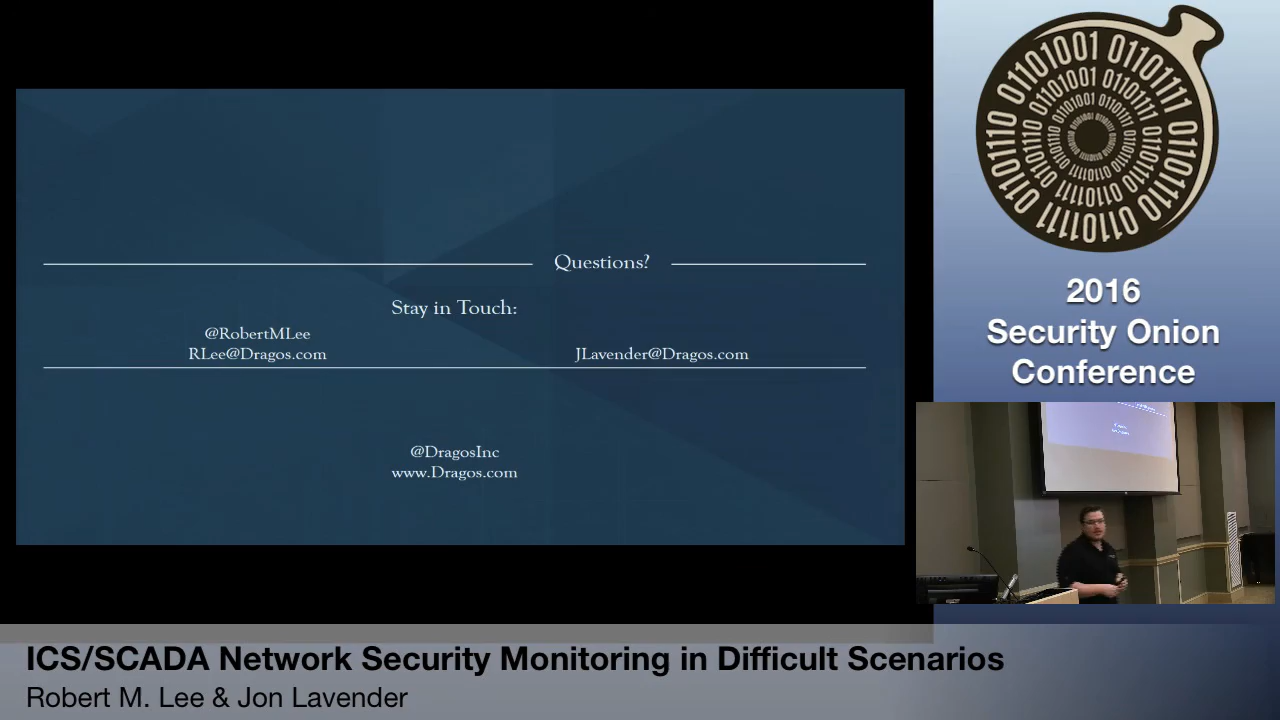 Questions?
Stay in Touch:
@RobertMLee
RLee@Dragos.com
JLavender@Dragos.com
@DragosInc
www.Dragos.com
2016
Security Onion
Conference
ICS/SCADA Network Security Monitoring in Difficult Scenarios
Robert M. Lee & Jon Lavender